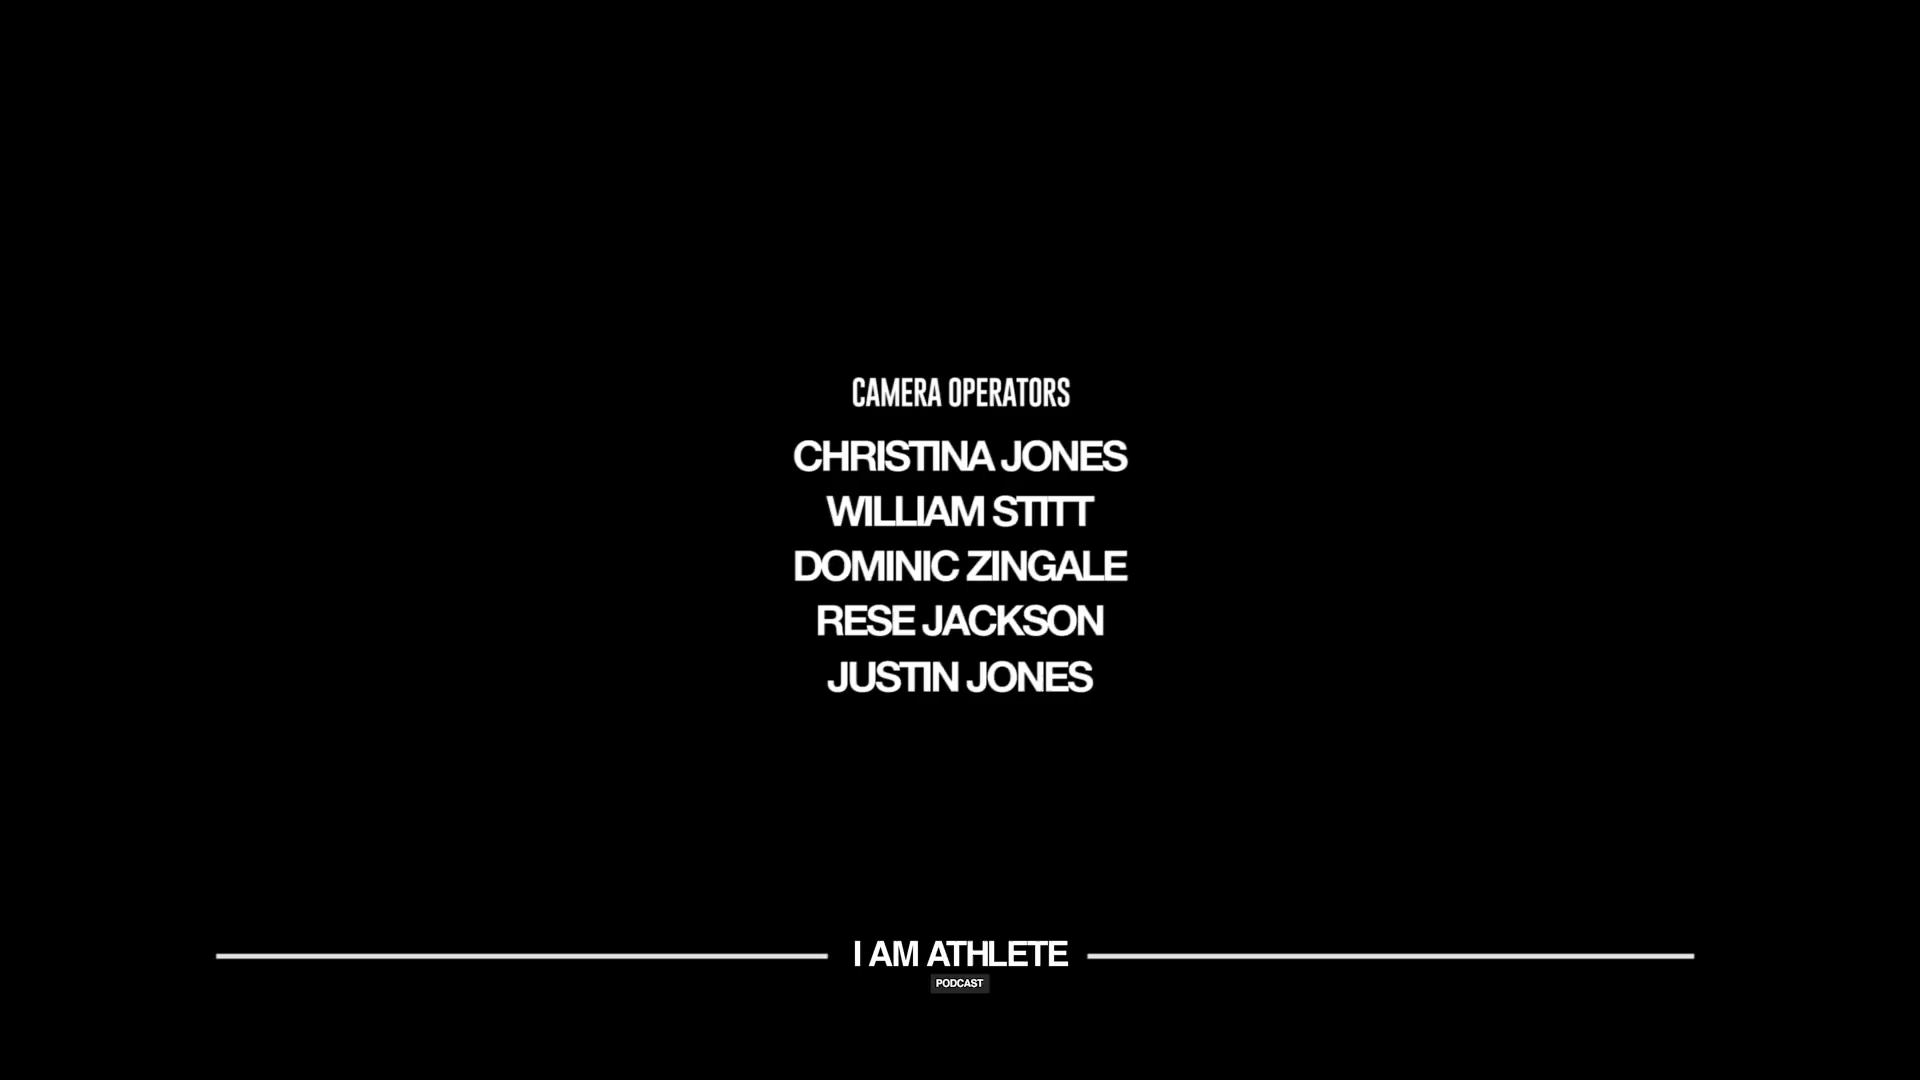 CAMERA OPERATORS
CHRISTINA JONES
WILLIAM STITT
DOMINIC ZINGALE
RESE JACKSON
JUSTIN JONES
I AM ATHLETE
PODCAST